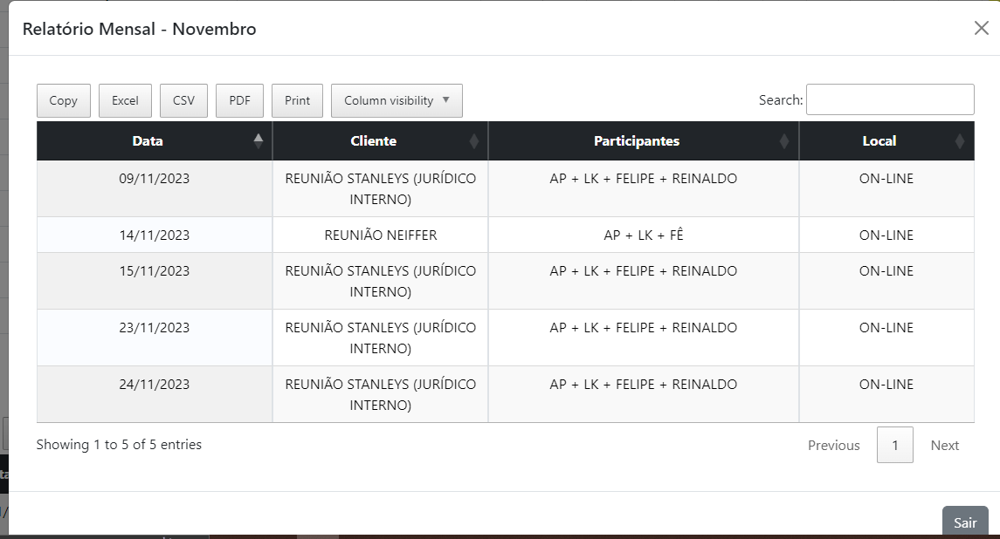 Relatório Mensal - Novembro
Copy Excel CSV PDF Print Column visibility Search:
Data Cliente Participantes Local
09/11/2023 REUNIÃO STANLEYS (JURÍDICO AP + LK + FELIPE + REINALDO ON-LINE
INTERNO)
14/11/2023 REUNIÃO NEIFFER AP + LK + FÊ ON-LINE
15/11/2023 REUNIÃO STANLEYS (JURÍDICO AP + LK + FELIPE + REINALDO ON-LINE
INTERNO)
23/11/2023 REUNIÃO STANLEYS (JURÍDICO AP + LK + FELIPE + REINALDO ON-LINE
INTERNO)
24/11/2023 REUNIÃO STANLEYS (JURÍDICO AP + LK + FELIPE + REINALDO ON-LINE
INTERNO)
Showing 1 to 5 of 5 entries Previous 1 Next
Sair